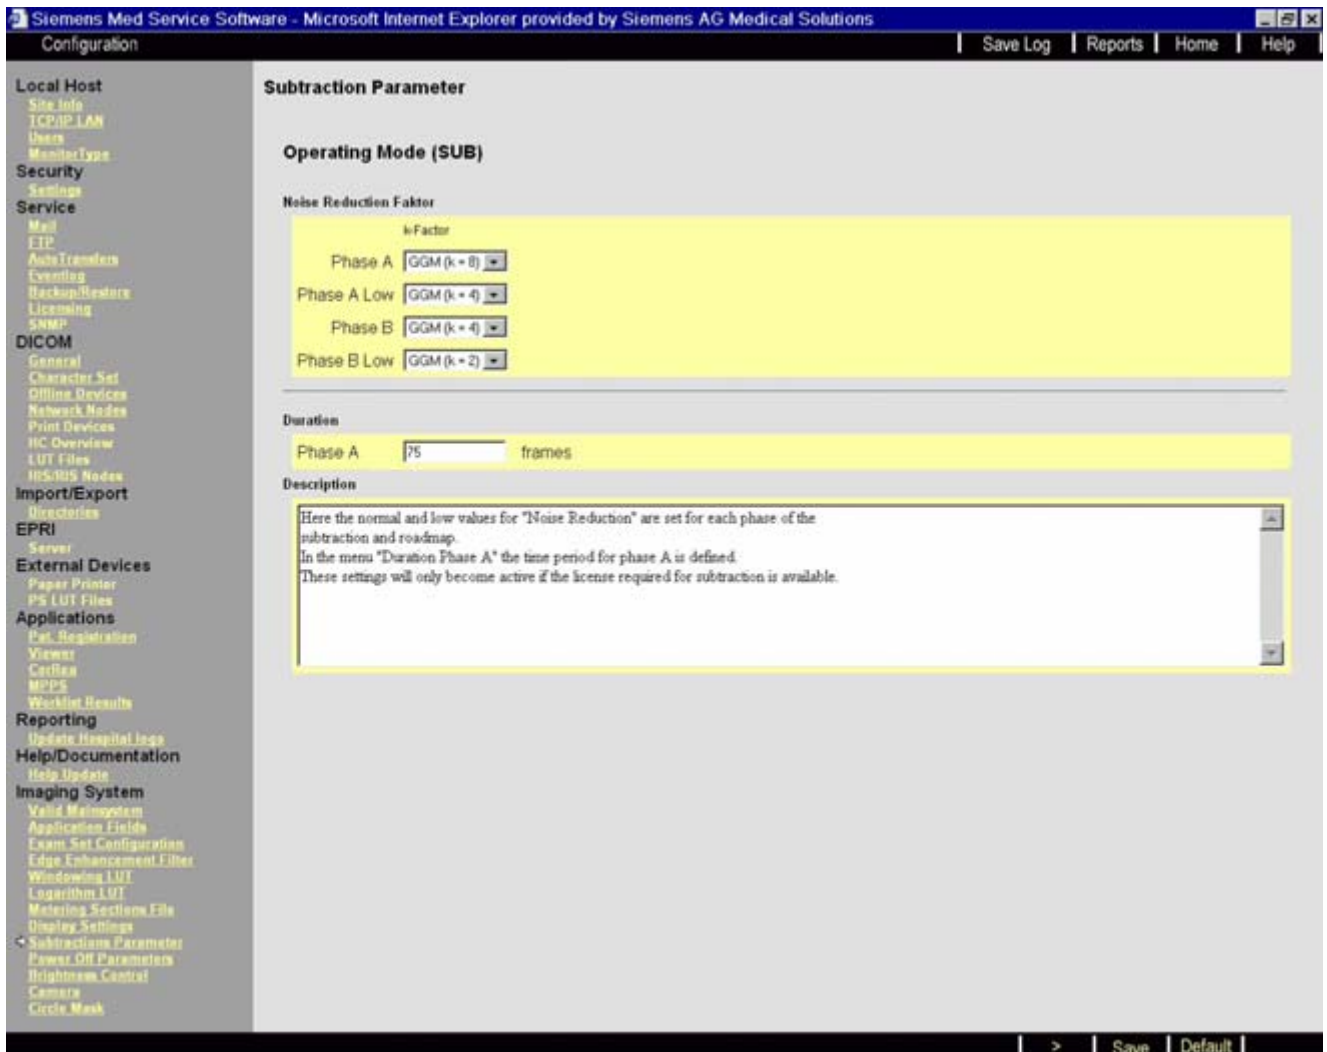 Siemens Med Service Software - Microsoft Internet Explorer provided by Siemens AG Medical Solutions
Configuration
Save Log
Reports
Home
Help
Local Host
Site Info
TCP/IP LAN
Users
MonitorType
Security
Settings
Service
Mail
FTP
AutoTransfers
Eventlog
Backup/Restore
Licensing
SNMP
DICOM
General
Character Set
Offline Devices
Network Nodes
Print Devices
HC Overview
LUT Files
HIS/RIS Nodes
Import/Export
Directories
EPRI
Server
External Devices
Paper Printer
PS LUT Files
Applications
Pat. Registration
Viewer
CorRea
MPPS
Worklist Results
Reporting
Update Hospital logo
Help/Documentation
Help Update
Imaging System
Valid Mainsystem
Application Fields
Exam Set Configuration
Edge Enhancement Filter
Windowing LUT
Logarithm LUT
Metering Sections File
Display Settings
Subtractions Parameter
Power Off Parameters
Brightness Control
Camera
Circle Mask
Subtraction Parameter
Operating Mode (SUB)
Noise Reduction Faktor
k-Factor
Phase A GGM (k = 8)
Phase A Low GGM (k = 4)
Phase B GGM (k = 4)
Phase B Low GGM (k = 2)
Duration
Phase A 75 frames
Description
Here the normal and low values for "Noise Reduction" are set for each phase of the
subtraction and roadmap.
In the menu "Duration Phase A" the time period for phase A is defined.
These settings will only become active if the license required for subtraction is available.
>
Save
Default